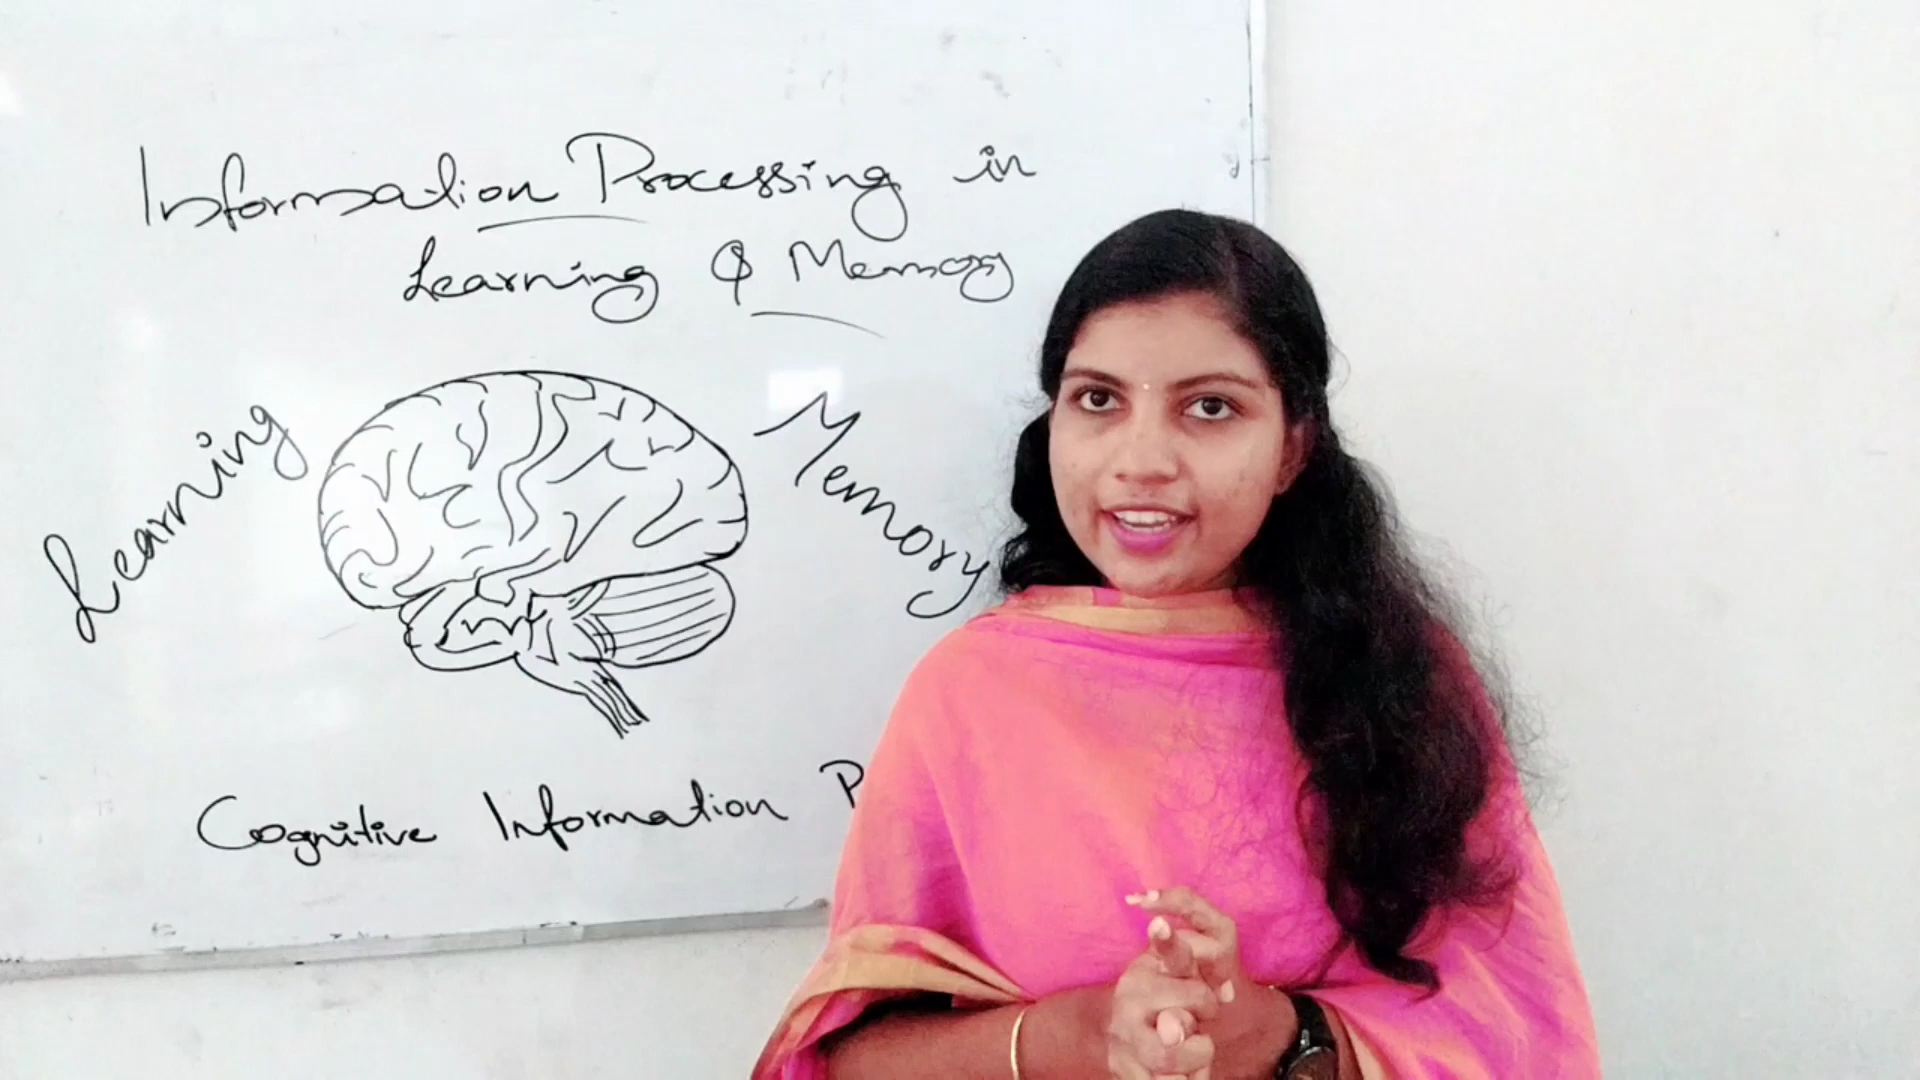 Information Processing in
Learning & Memory
Learning
Memory
Cognitive Information P